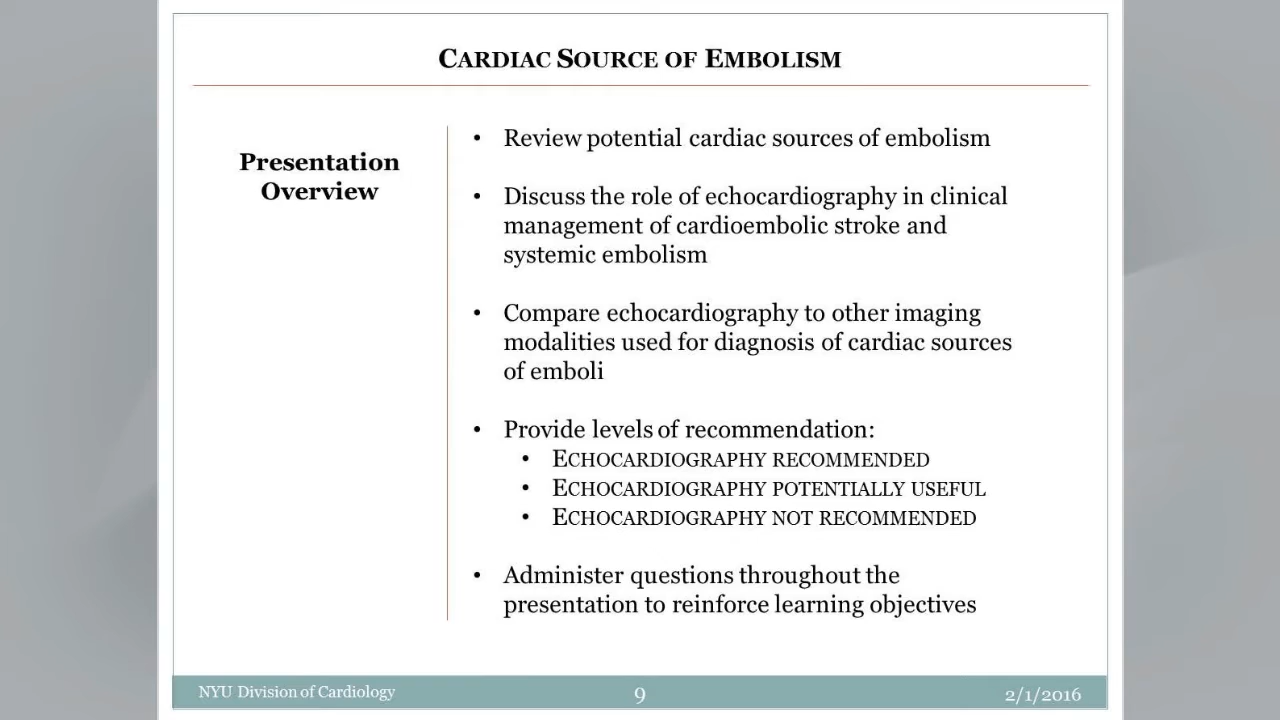 CARDIAC SOURCE OF EMBOLISM
Presentation
Overview
• Review potential cardiac sources of embolism
• Discuss the role of echocardiography in clinical
management of cardioembolic stroke and
systemic embolism
• Compare echocardiography to other imaging
modalities used for diagnosis of cardiac sources
of emboli
• Provide levels of recommendation:
• ECHOCARDIOGRAPHY RECOMMENDED
• ECHOCARDIOGRAPHY POTENTIALLY USEFUL
• ECHOCARDIOGRAPHY NOT RECOMMENDED
• Administer questions throughout the
presentation to reinforce learning objectives
NYU Division of Cardiology
9
2/1/2016